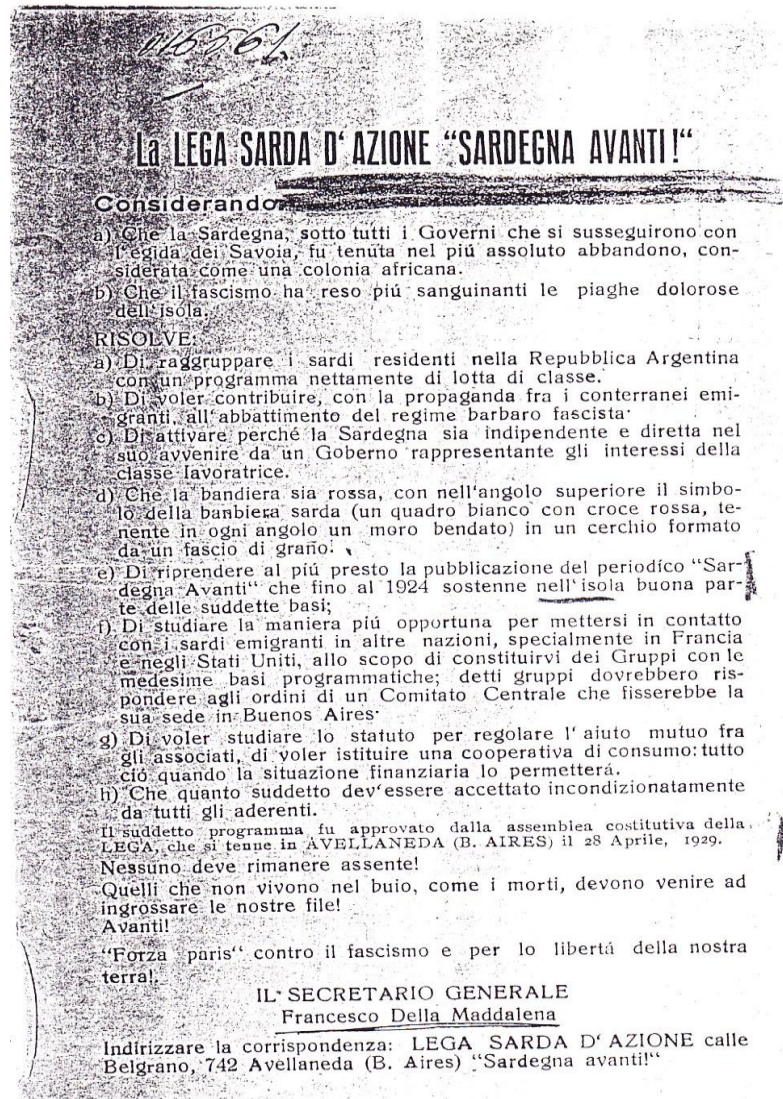 La LEGA SARDA D' AZIONE "SARDEGNA AVANTI!"
Considerando
a) Che la Sardegna, sotto tutti i Governi che si susseguirono con
l'egida dei Savoia, fu tenuta nel piú assoluto abbandono, con-
siderata come una colonia africana.
b) Che il fascismo ha reso piú sanguinanti le piaghe dolorose
dell'isola.
RISOLVE:
a) Di raggruppare i sardi residenti nella Repubblica Argentina
con un programma nettamente di lotta di classe.
b) Di voler contribuire, con la propaganda fra i conterranei emi-
granti, all'abbattimento del regime barbaro fascista·
c) Di attivare perché la Sardegna sia indipendente e diretta nel
suo avvenire da un Goberno rappresentante gli interessi della
classe lavoratrice.
d) Che la bandiera sia rossa, con nell'angolo superiore il simbo-
lo della banbiera sarda (un quadro bianco con croce rossa, te-
nente in ogni angolo un moro bendato) in un cerchio formato
da un fascio di grano.
e) Di riprendere al piú presto la pubblicazione del periodico "Sar-
degna Avanti" che fino al 1924 sostenne nell'isola buona par-
te delle suddette basi;
f) Di studiare la maniera piú opportuna per mettersi in contatto
con i sardi emigranti in altre nazioni, specialmente in Francia
e negli Stati Uniti, allo scopo di constituirvi dei Gruppi con le
medesime basi programmatiche; detti gruppi dovrebbero ris-
pondere agli ordini di un Comitato Centrale che fisserebbe la
sua sede in Buenos Aires·
g) Di voler studiare lo statuto per regolare l' aiuto mutuo fra
gli associati, di voler istituire una cooperativa di consumo: tutto
ció quando la situazione finanziaria lo permetterá.
h) Che quanto suddetto dev'essere accettato incondizionatamente
da tutti gli aderenti.
Il suddetto programma fu approvato dalla assemblea costitutiva della
LEGA, che si tenne in AVELLANEDA (B. AIRES) il 28 Aprile, 1929.
Nessuno deve rimanere assente!
Quelli che non vivono nel buio, come i morti, devono venire ad
ingrossare le nostre file!
Avanti!
"Forza paris" contro il fascismo e per lo libertá della nostra
terra!.
IL SECRETARIO GENERALE
Francesco Della Maddalena
Indirizzare la corrispondenza: LEGA SARDA D' AZIONE calle
Belgrano, 742 Avellaneda (B. Aires) "Sardegna avanti!"